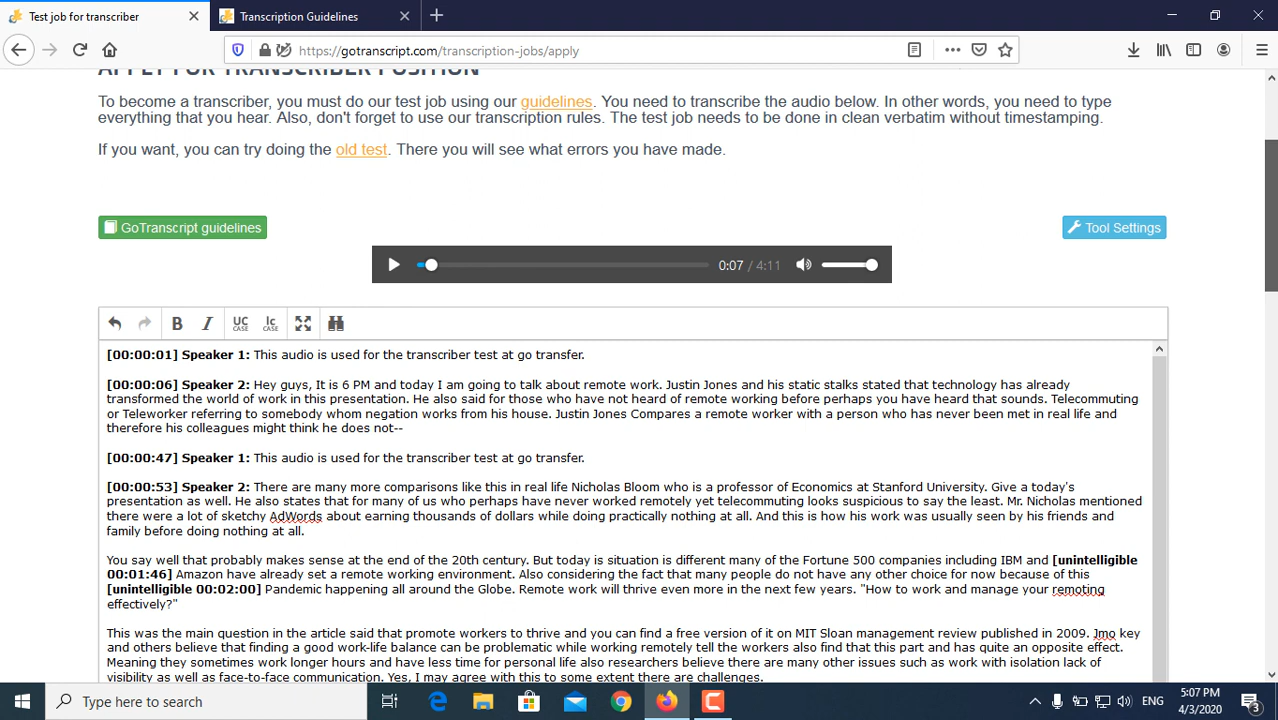 Test job for transcriber
Transcription Guidelines
https://gotranscript.com/transcription-jobs/apply
APPLY FOR TRANSCRIBER POSITION
To become a transcriber, you must do our test job using our guidelines. You need to transcribe the audio below. In other words, you need to type
everything that you hear. Also, don't forget to use our transcription rules. The test job needs to be done in clean verbatim without timestamping.
If you want, you can try doing the old test. There you will see what errors you have made.
GoTranscript guidelines
Tool Settings
0:07 / 4:11
B I UC CASE lc CASE
[00:00:01] Speaker 1: This audio is used for the transcriber test at go transfer.
[00:00:06] Speaker 2: Hey guys, It is 6 PM and today I am going to talk about remote work. Justin Jones and his static stalks stated that technology has already
transformed the world of work in this presentation. He also said for those who have not heard of remote working before perhaps you have heard that sounds. Telecommuting
or Teleworker referring to somebody whom negation works from his house. Justin Jones Compares a remote worker with a person who has never been met in real life and
therefore his colleagues might think he does not--
[00:00:47] Speaker 1: This audio is used for the transcriber test at go transfer.
[00:00:53] Speaker 2: There are many more comparisons like this in real life Nicholas Bloom who is a professor of Economics at Stanford University. Give a today's
presentation as well. He also states that for many of us who perhaps have never worked remotely yet telecommuting looks suspicious to say the least. Mr. Nicholas mentioned
there were a lot of sketchy AdWords about earning thousands of dollars while doing practically nothing at all. And this is how his work was usually seen by his friends and
family before doing nothing at all.
You say well that probably makes sense at the end of the 20th century. But today is situation is different many of the Fortune 500 companies including IBM and [unintelligible
00:01:46] Amazon have already set a remote working environment. Also considering the fact that many people do not have any other choice for now because of this
[unintelligible 00:02:00] Pandemic happening all around the Globe. Remote work will thrive even more in the next few years. "How to work and manage your remoting
effectively?"
This was the main question in the article said that promote workers to thrive and you can find a free version of it on MIT Sloan management review published in 2009. Jmo key
and others believe that finding a good work-life balance can be problematic while working remotely tell the workers also find that this part and has quite an opposite effect.
Meaning they sometimes work longer hours and have less time for personal life also researchers believe there are many other issues such as work with isolation lack of
visibility as well as face-to-face communication. Yes, I may agree with this to some extent there are challenges.
Type here to search
ENG
5:07 PM
4/3/2020
3